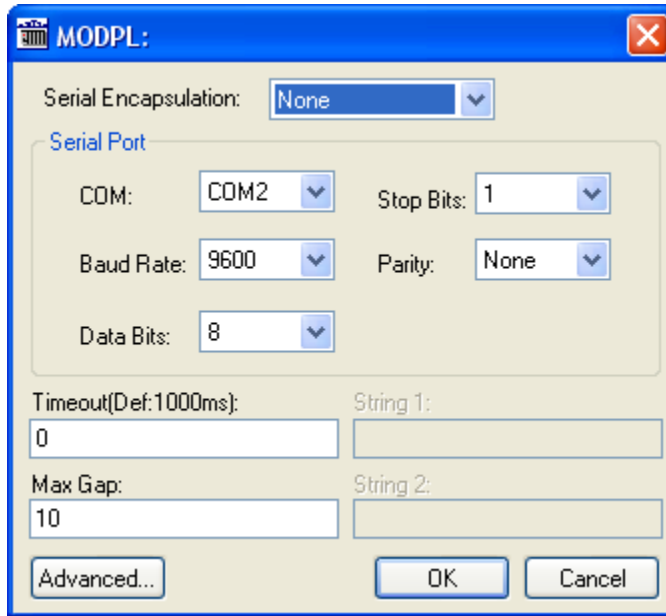 MODPL:
Serial Encapsulation: None
Serial Port
COM: COM2 Stop Bits: 1
Baud Rate: 9600 Parity: None
Data Bits: 8
Timeout(Def:1000ms): String 1:
0
Max Gap: String 2:
10
Advanced... OK Cancel